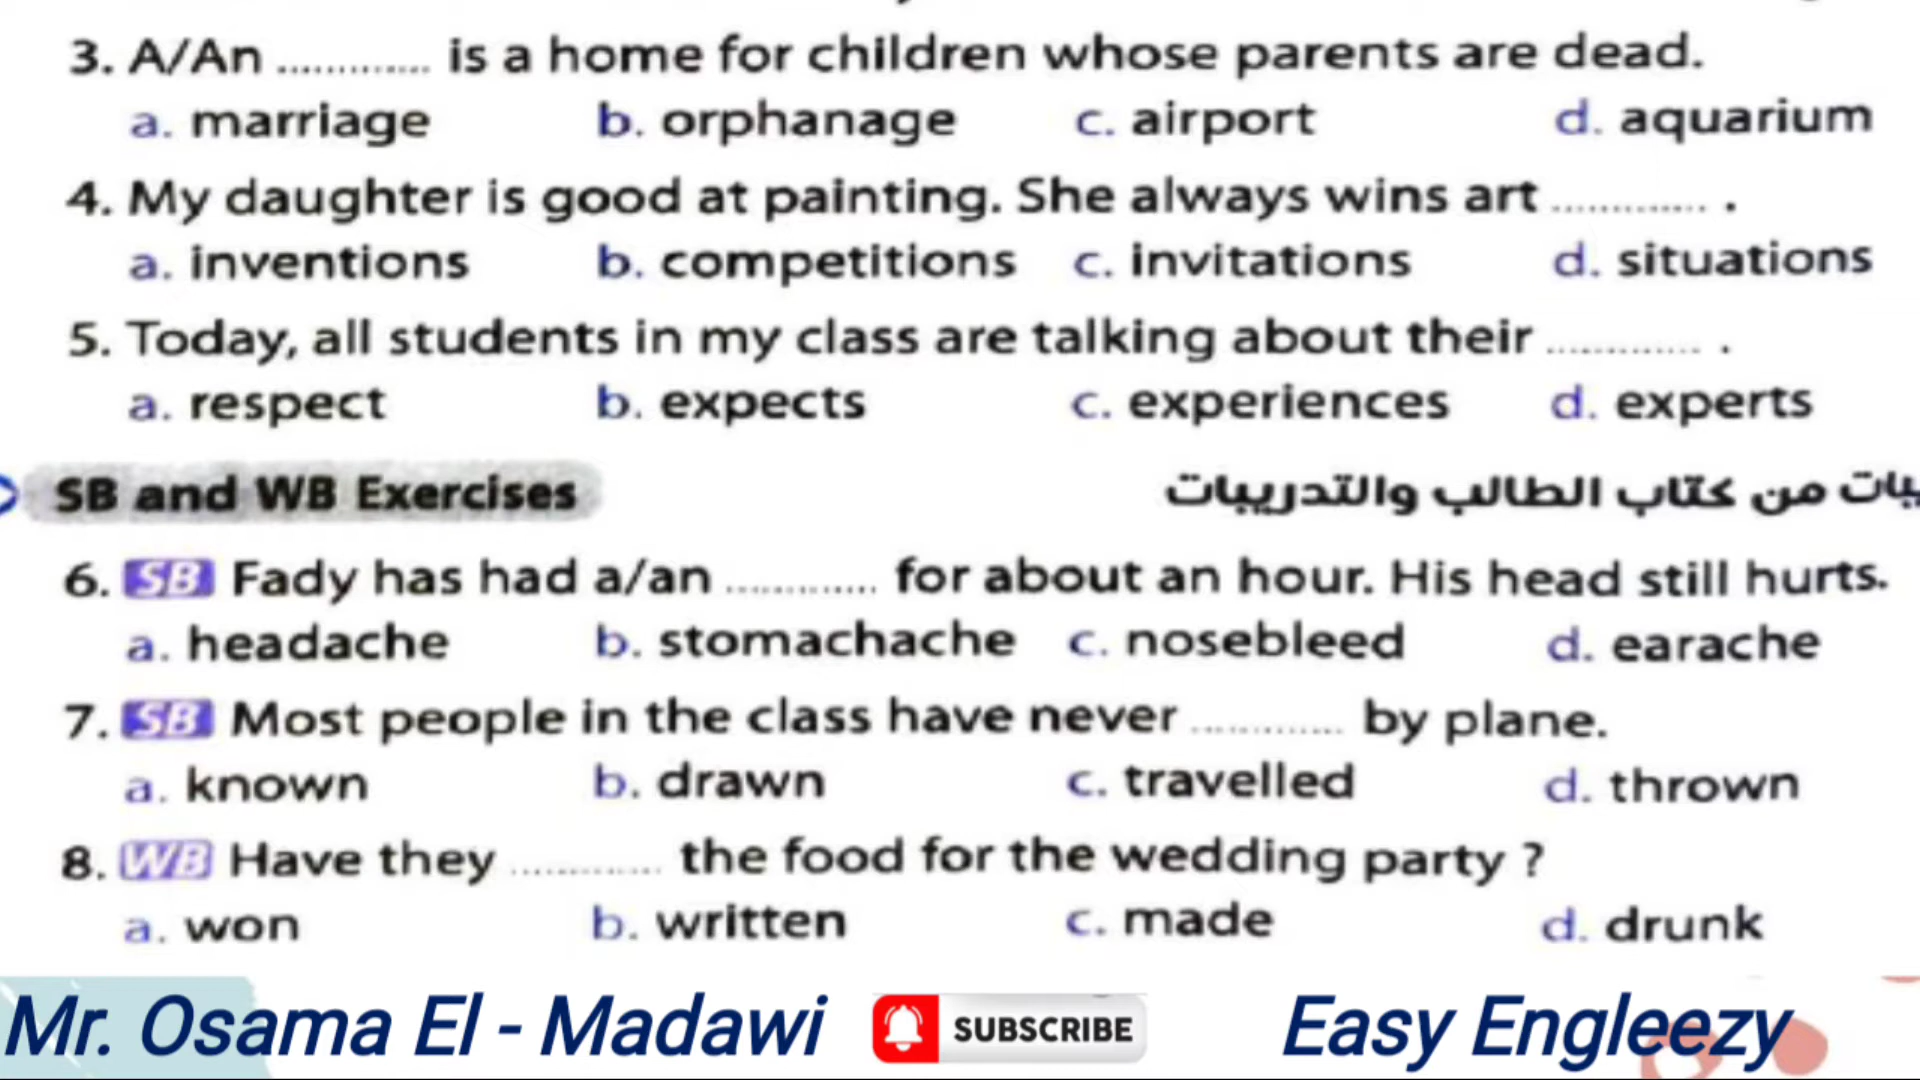 3. A/An ............. is a home for children whose parents are dead.
a. marriage b. orphanage c. airport d. aquarium
4. My daughter is good at painting. She always wins art ............. .
a. inventions b. competitions c. invitations d. situations
5. Today, all students in my class are talking about their ............. .
a. respect b. expects c. experiences d. experts
SB and WB Exercises من كتاب الطالب والتدريبات
6. SB Fady has had a/an ............. for about an hour. His head still hurts.
a. headache b. stomachache c. nosebleed d. earache
7. SB Most people in the class have never ............. by plane.
a. known b. drawn c. travelled d. thrown
8. WB Have they ............. the food for the wedding party ?
a. won b. written c. made d. drunk
Mr. Osama El - Madawi SUBSCRIBE Easy Engleezy